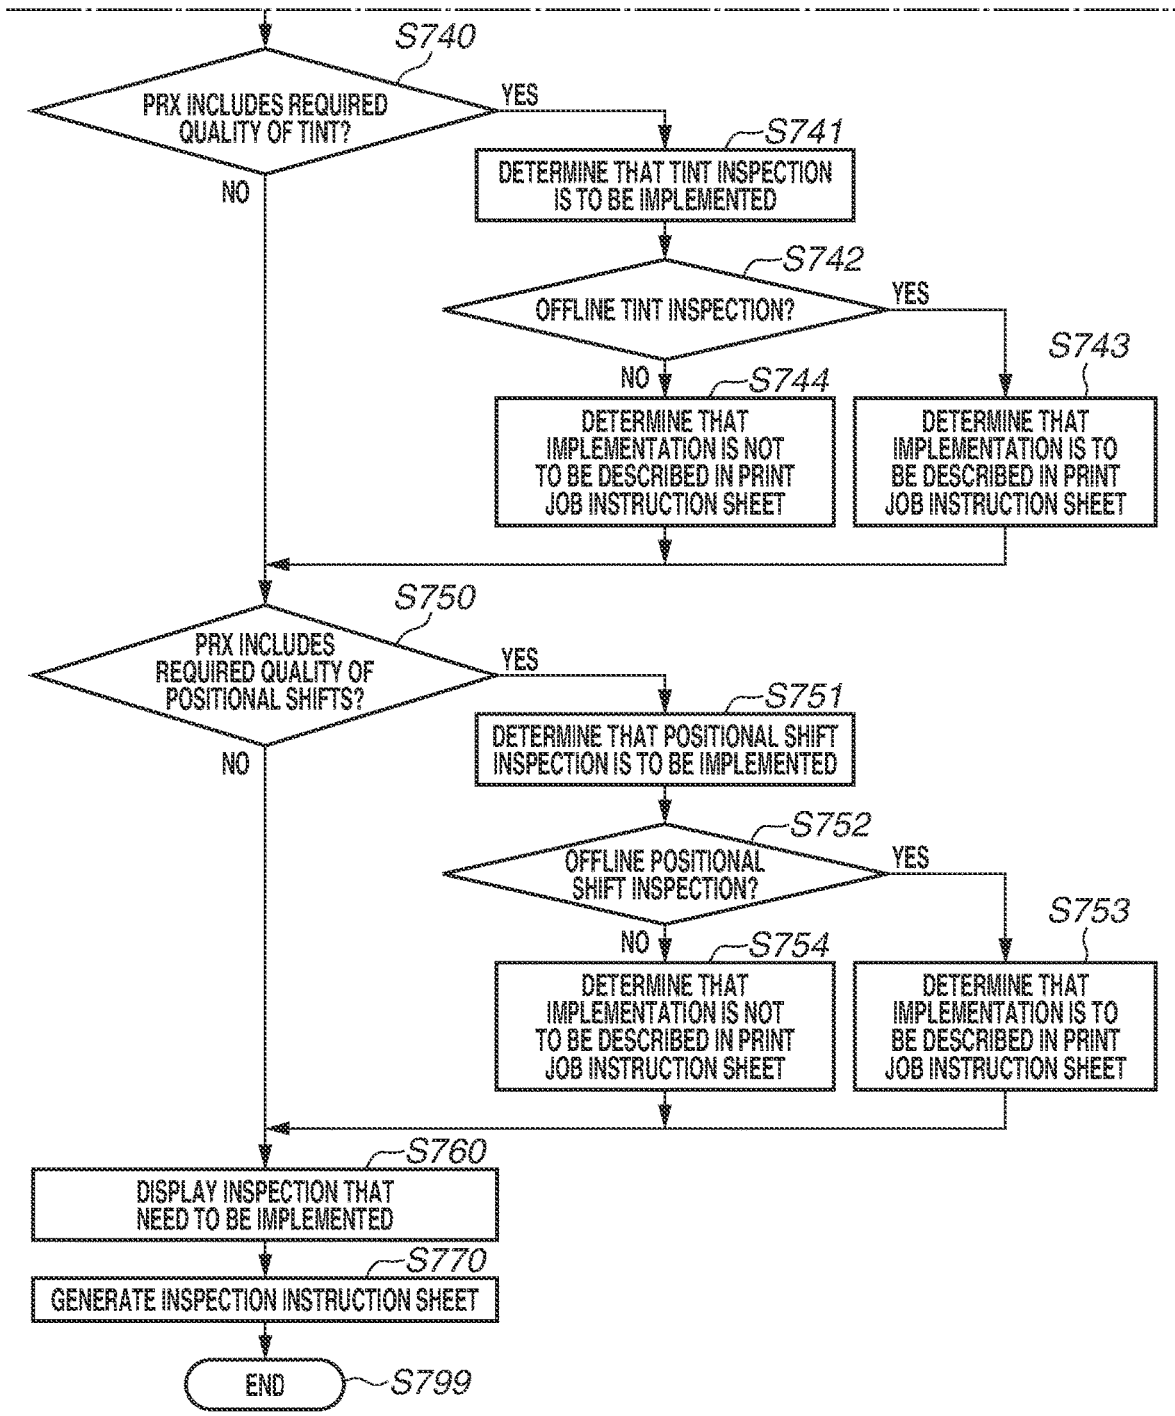 S740
PRX INCLUDES REQUIRED
QUALITY OF TINT?
YES
NO
S741
DETERMINE THAT TINT INSPECTION
IS TO BE IMPLEMENTED
S742
OFFLINE TINT INSPECTION?
YES
NO
S743
S744
DETERMINE THAT
IMPLEMENTATION IS NOT
TO BE DESCRIBED IN PRINT
JOB INSTRUCTION SHEET
DETERMINE THAT
IMPLEMENTATION IS TO
BE DESCRIBED IN PRINT
JOB INSTRUCTION SHEET
S750
PRX INCLUDES
REQUIRED QUALITY OF
POSITIONAL SHIFTS?
YES
NO
S751
DETERMINE THAT POSITIONAL SHIFT
INSPECTION IS TO BE IMPLEMENTED
S752
OFFLINE POSITIONAL
SHIFT INSPECTION?
YES
NO
S753
S754
DETERMINE THAT
IMPLEMENTATION IS NOT
TO BE DESCRIBED IN PRINT
JOB INSTRUCTION SHEET
DETERMINE THAT
IMPLEMENTATION IS TO
BE DESCRIBED IN PRINT
JOB INSTRUCTION SHEET
S760
DISPLAY INSPECTION THAT
NEED TO BE IMPLEMENTED
S770
GENERATE INSPECTION INSTRUCTION SHEET
END
S799